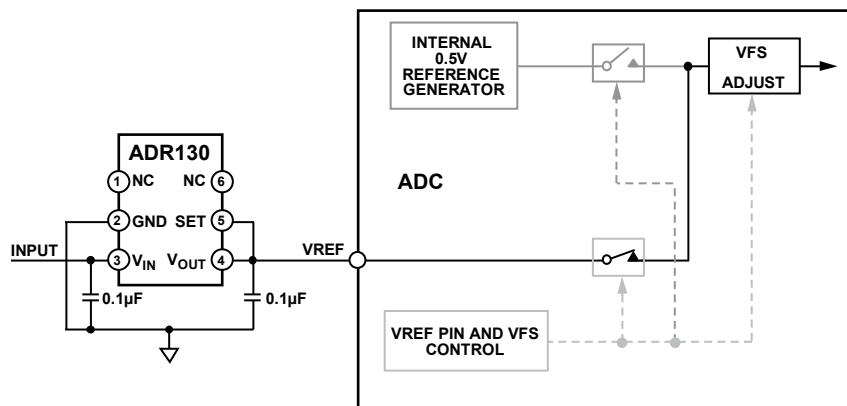 INTERNAL
0.5V
REFERENCE
GENERATOR
VFS
ADJUST
ADC
ADR130
1 NC
NC 6
2 GND
SET 5
INPUT
3 VIN
VOUT 4
VREF
0.1µF
0.1µF
VREF PIN AND VFS
CONTROL